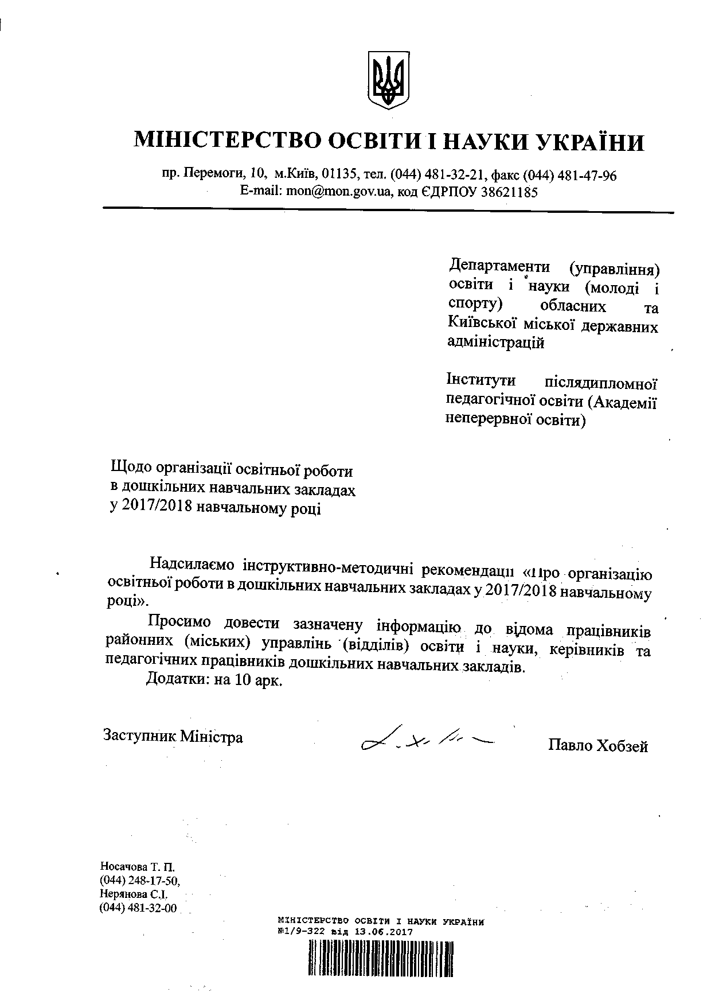 МІНІСТЕРСТВО ОСВІТИ І НАУКИ УКРАЇНИ
пр. Перемоги, 10, м.Київ, 01135, тел. (044) 481-32-21, факс (044) 481-47-96
E-mail: mon@mon.gov.ua, код ЄДРПОУ 38621185
Департаменти (управління)
освіти і науки (молоді і
спорту) обласних та
Київської міської державних
адміністрацій
Інститути післядипломної
педагогічної освіти (Академії
неперервної освіти)
Щодо організації освітньої роботи
в дошкільних навчальних закладах
у 2017/2018 навчальному році
Надсилаємо інструктивно-методичні рекомендації «Про організацію
освітньої роботи в дошкільних навчальних закладах у 2017/2018 навчальному
році».
Просимо довести зазначену інформацію до відома працівників
районних (міських) управлінь (відділів) освіти і науки, керівників та
педагогічних працівників дошкільних навчальних закладів.
Додатки: на 10 арк.
Заступник Міністра
Павло Хобзей
Носачова Т. П.
(044) 248-17-50,
Нерянова С.І.
(044) 481-32-00
МІНІСТЕРСТВО ОСВІТИ І НАУКИ УКРАЇНИ
№1/9-322 від 13.06.2017